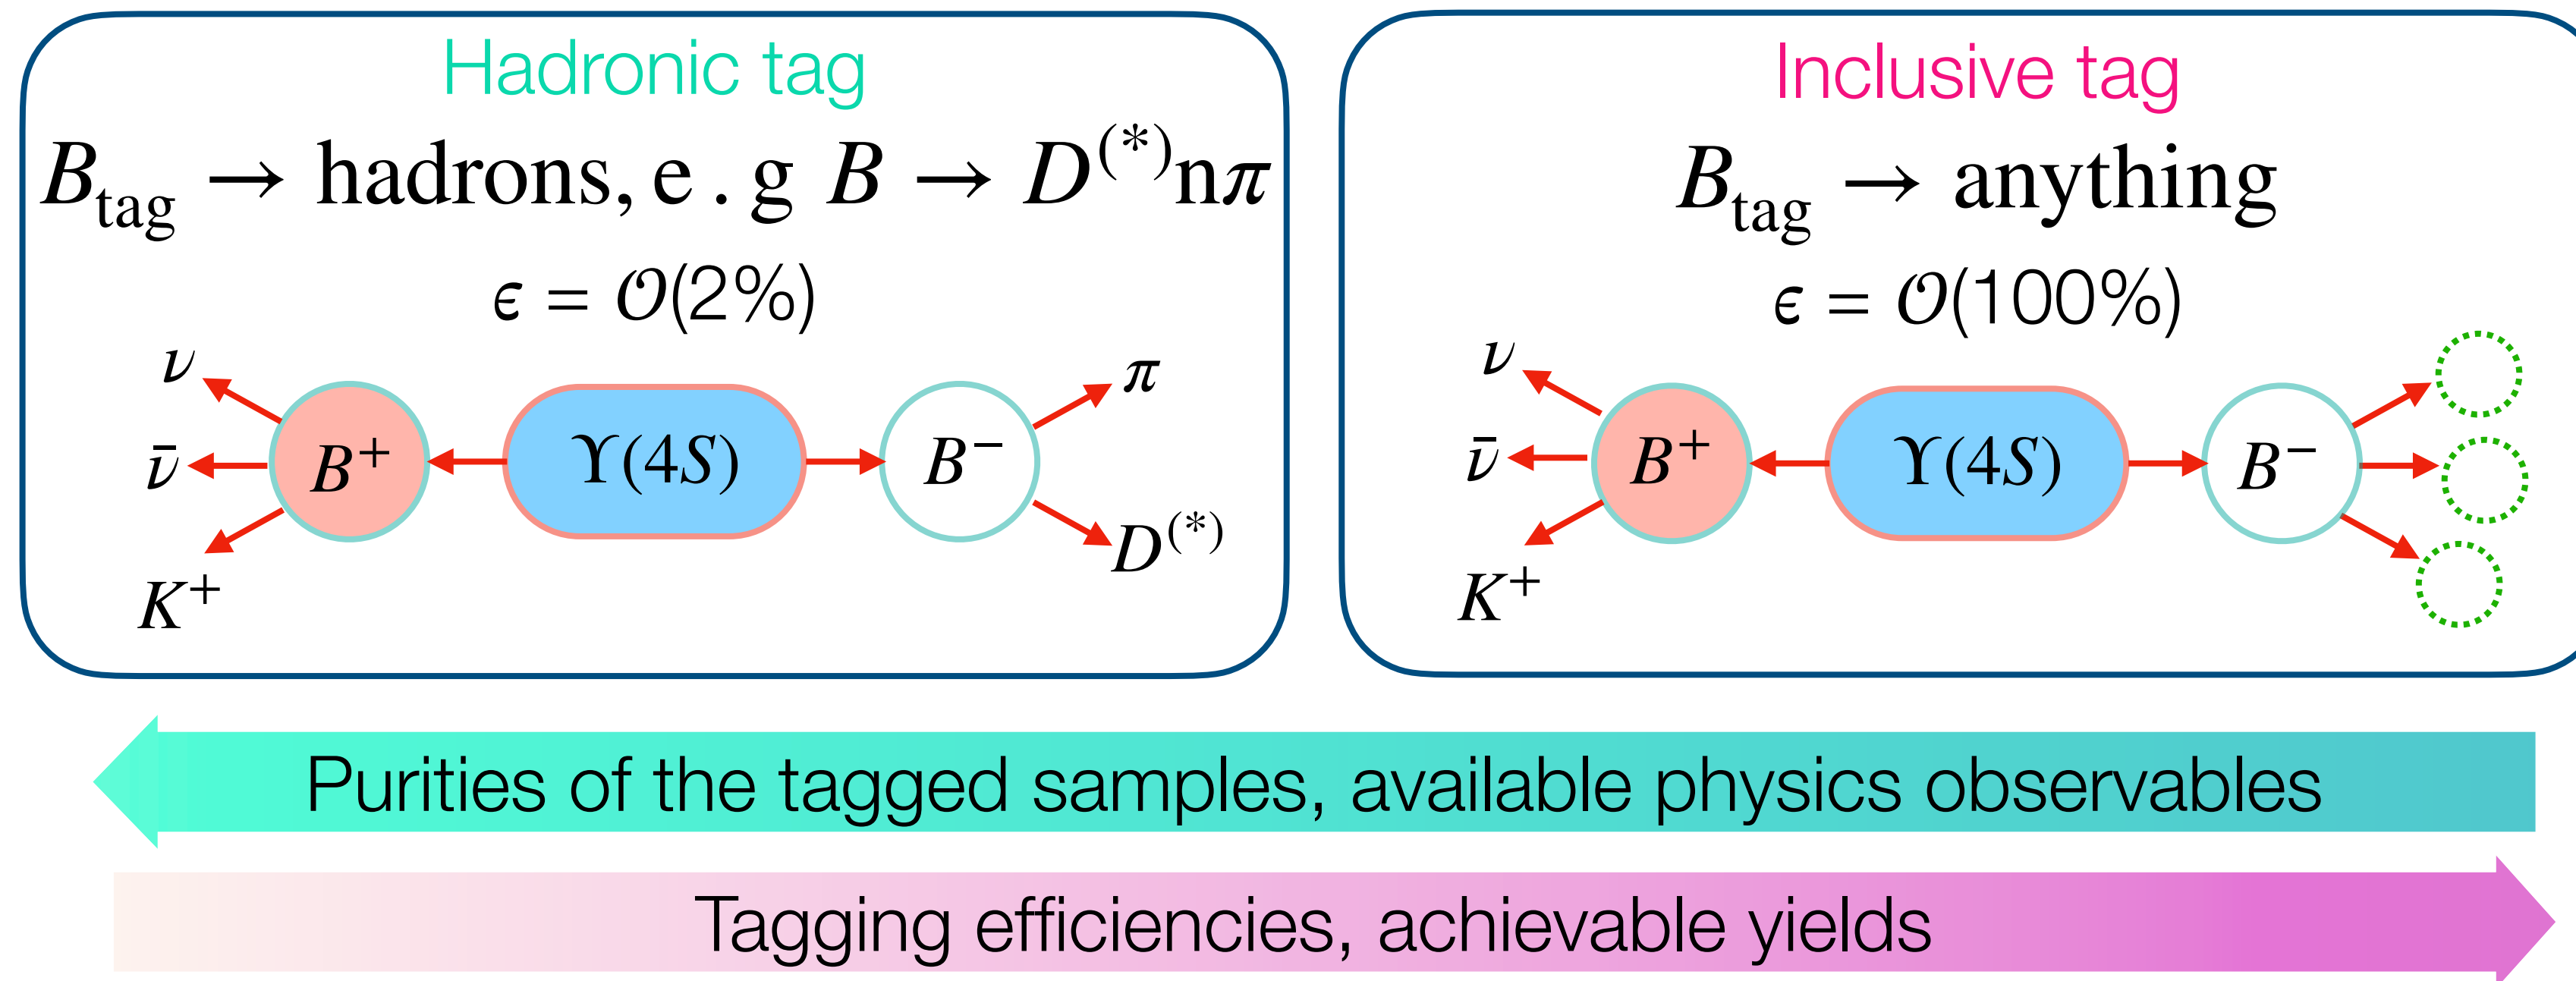 Hadronic tag
B_tag → hadrons, e . g B → D^(*)nπ
ϵ = 𝒪(2%)
ν
π
ν̄
B⁺
Υ(4S)
B⁻
K⁺
D^(*)
Inclusive tag
B_tag → anything
ϵ = 𝒪(100%)
ν
ν̄
B⁺
Υ(4S)
B⁻
K⁺
Purities of the tagged samples, available physics observables
Tagging efficiencies, achievable yields